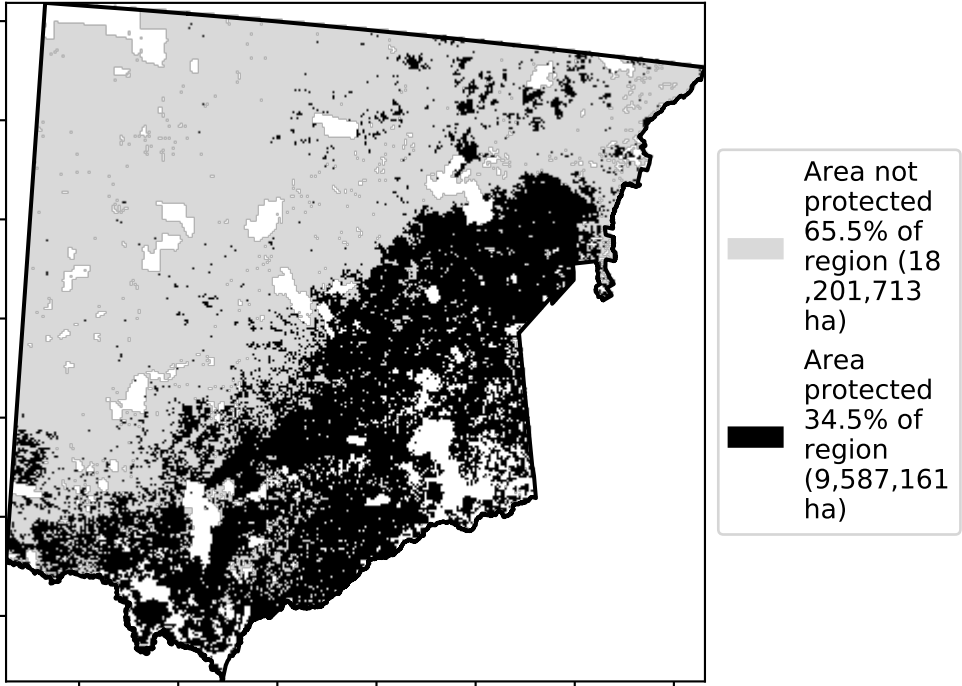 Area not
protected
65.5% of
region (18
,201,713
ha)
Area
protected
34.5% of
region
(9,587,161
ha)